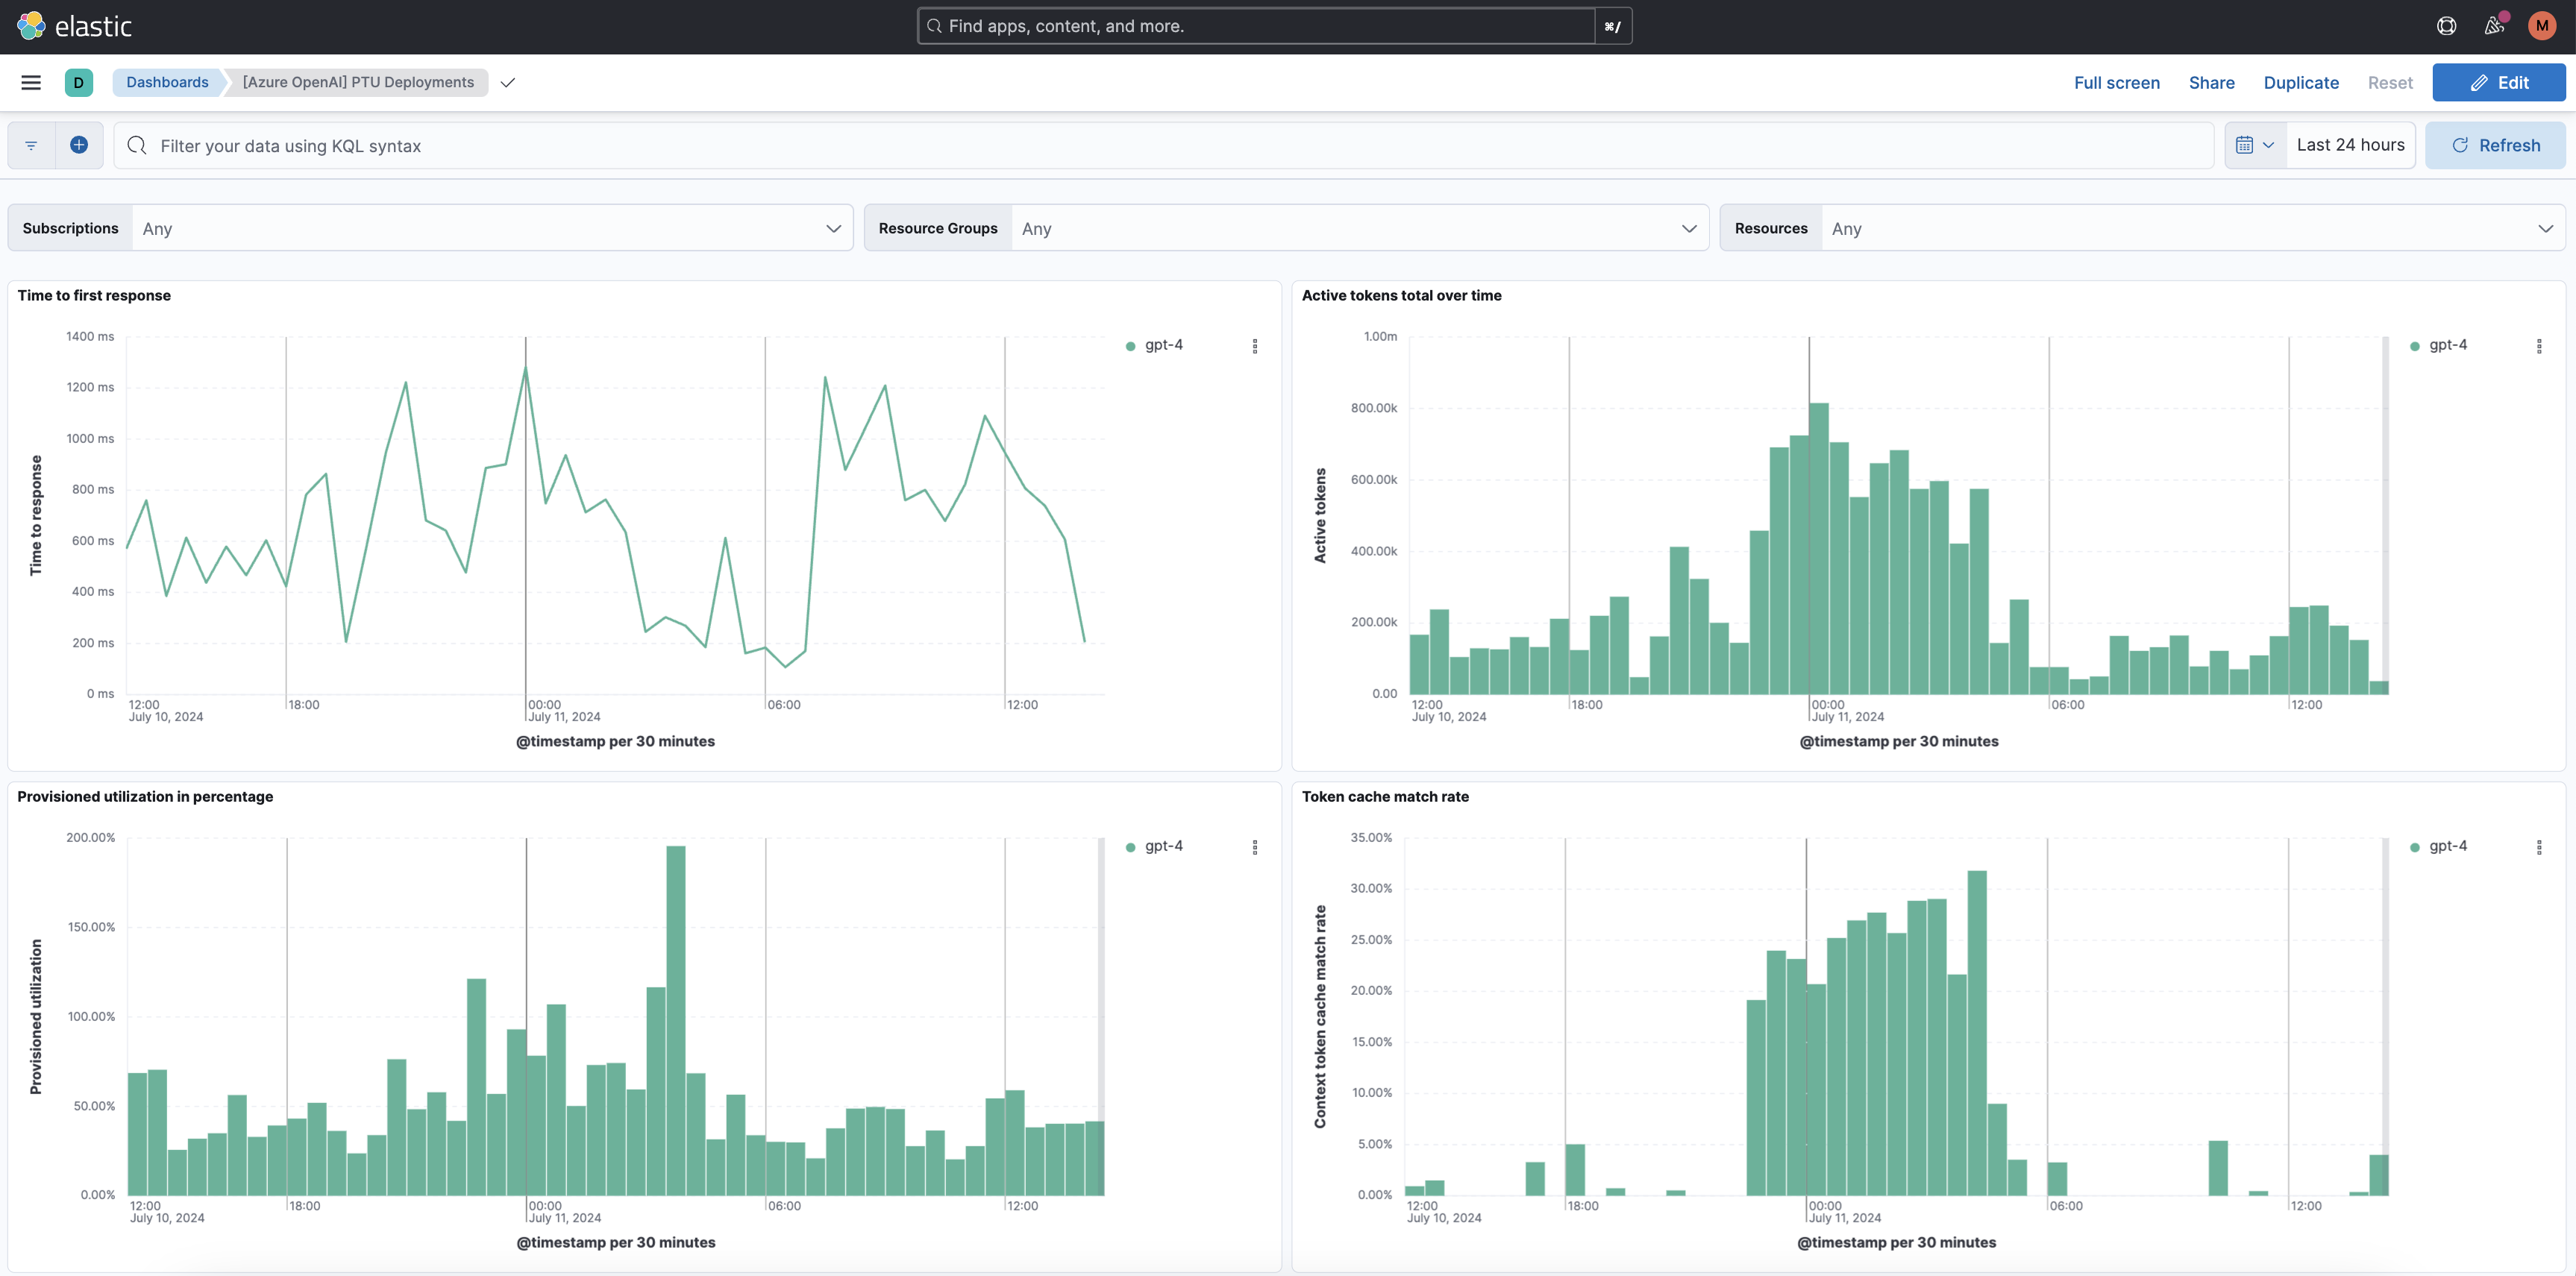 elastic
Find apps, content, and more.
⌘/
M
D
Dashboards
[Azure OpenAI] PTU Deployments
Full screen
Share
Duplicate
Reset
Edit
Filter your data using KQL syntax
Last 24 hours
Refresh
Subscriptions
Any
Resource Groups
Any
Resources
Any
Time to first response
Time to response
1400 ms
1200 ms
1000 ms
800 ms
600 ms
400 ms
200 ms
0 ms
12:00
July 10, 2024
18:00
00:00
July 11, 2024
06:00
12:00
@timestamp per 30 minutes
gpt-4
Active tokens total over time
Active tokens
1.00m
800.00k
600.00k
400.00k
200.00k
0.00
12:00
July 10, 2024
18:00
00:00
July 11, 2024
06:00
12:00
@timestamp per 30 minutes
gpt-4
Provisioned utilization in percentage
Provisioned utilization
200.00%
150.00%
100.00%
50.00%
0.00%
12:00
July 10, 2024
18:00
00:00
July 11, 2024
06:00
12:00
@timestamp per 30 minutes
gpt-4
Token cache match rate
Context token cache match rate
35.00%
30.00%
25.00%
20.00%
15.00%
10.00%
5.00%
0.00%
12:00
July 10, 2024
18:00
00:00
July 11, 2024
06:00
12:00
@timestamp per 30 minutes
gpt-4